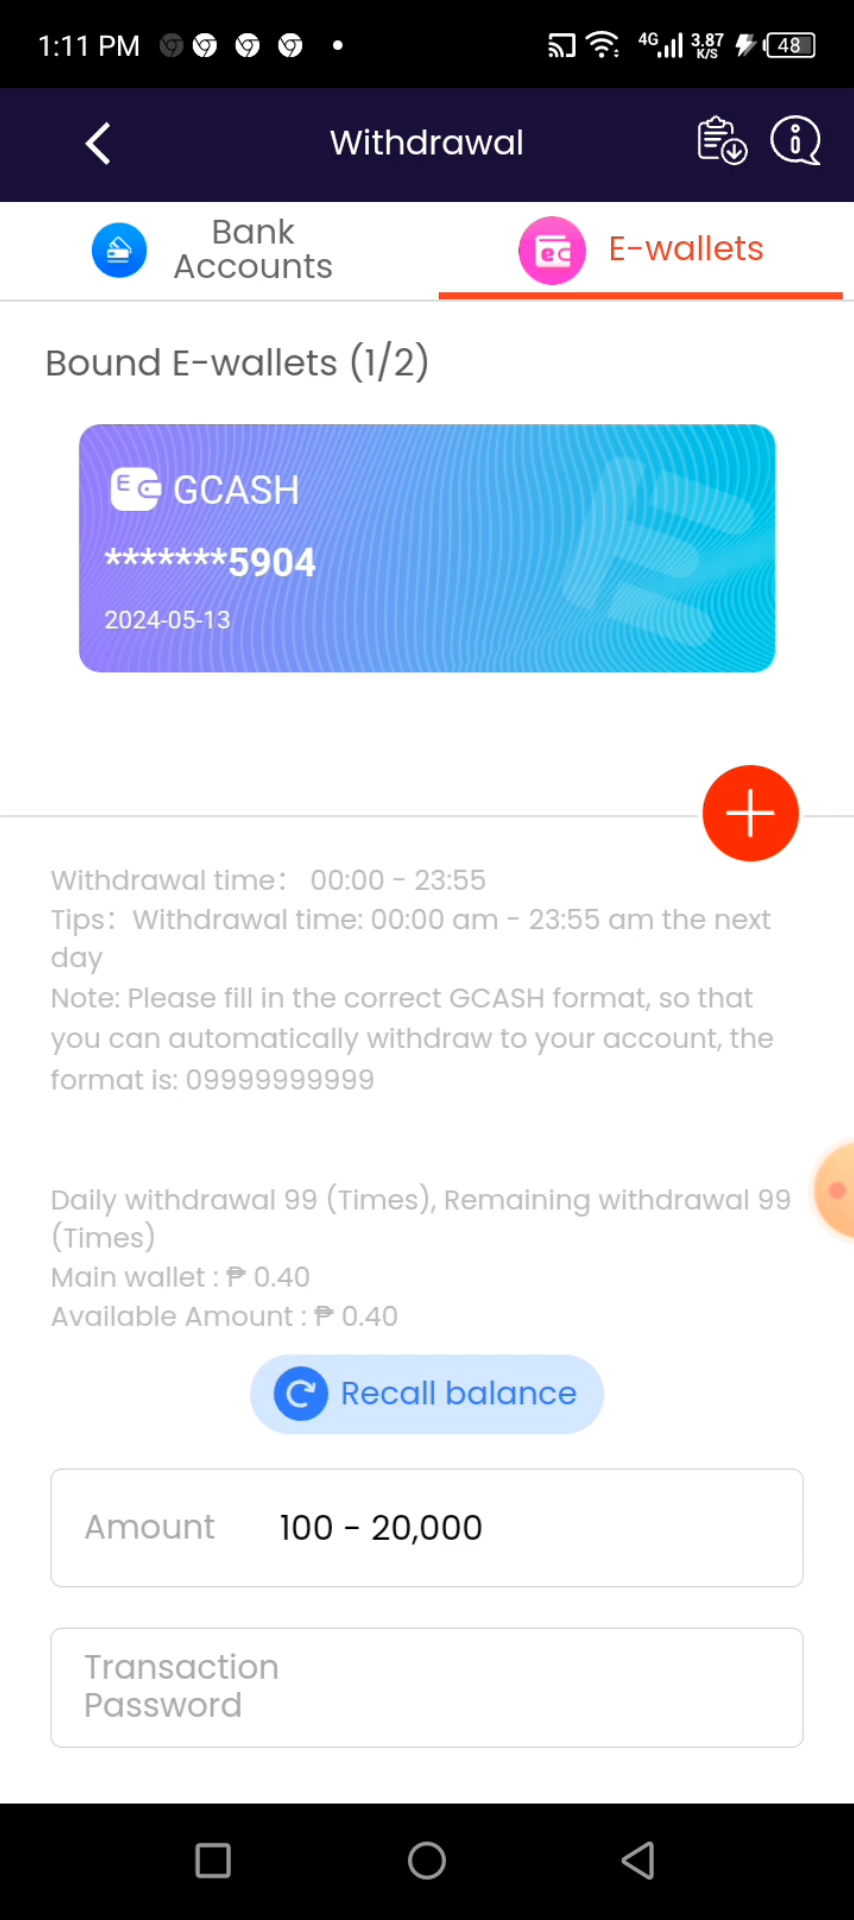 1:11 PM
4G 3.87 K/S 48
Withdrawal
Bank
Accounts
E-wallets
Bound E-wallets (1/2)
GCASH
*******5904
2024-05-13
Withdrawal time: 00:00 - 23:55
Tips: Withdrawal time: 00:00 am - 23:55 am the next
day
Note: Please fill in the correct GCASH format, so that
you can automatically withdraw to your account, the
format is: 09999999999
Daily withdrawal 99 (Times), Remaining withdrawal 99
(Times)
Main wallet : ₱ 0.40
Available Amount : ₱ 0.40
Recall balance
Amount 100 - 20,000
Transaction
Password